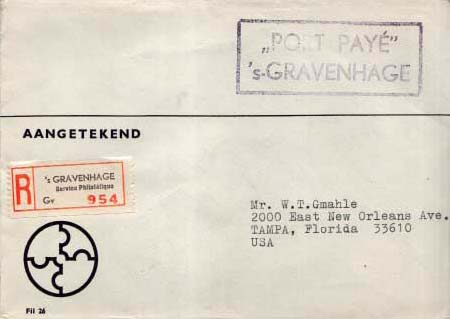 „PORT PAYÉ"
's-GRAVENHAGE
AANGETEKEND
R
's GRAVENHAGE
Service Philatélique
Gv 954
Mr. W.T.Gmahle
2000 East New Orleans Ave.
TAMPA, Florida 33610
USA
Fil 26